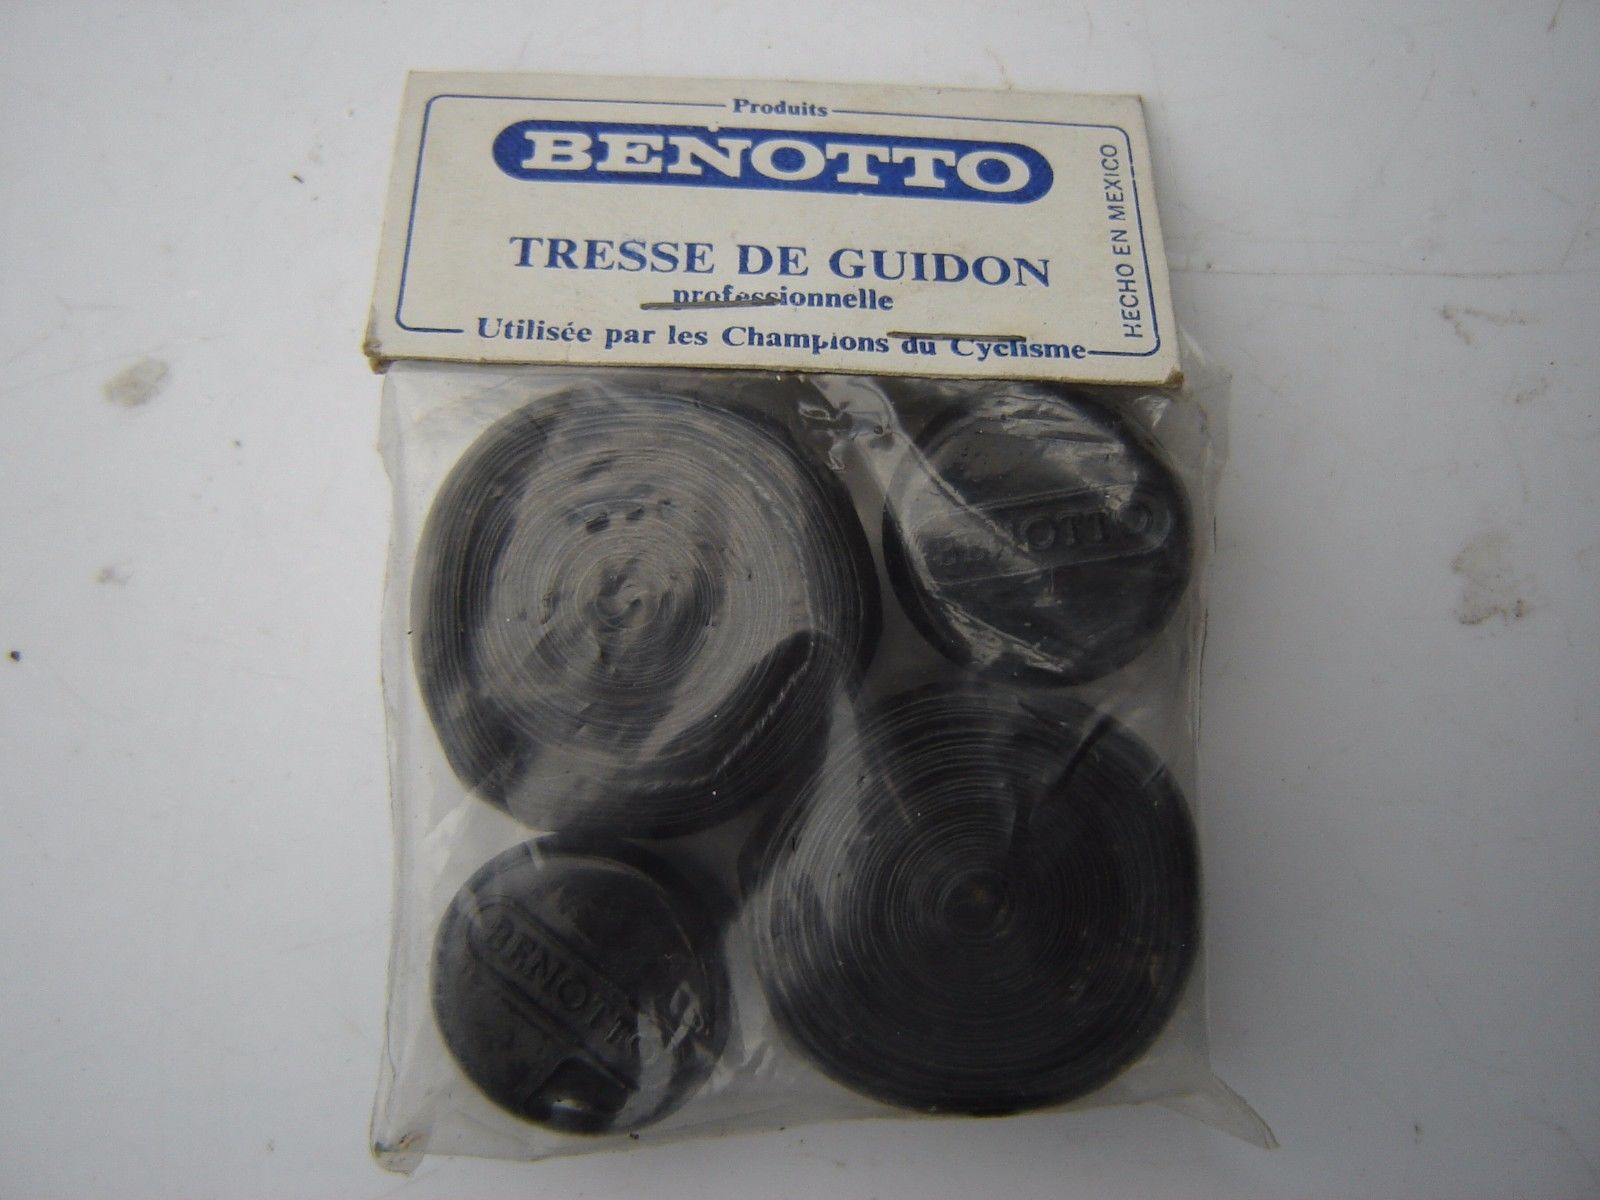 Produits
BENOTTO
TRESSE DE GUIDON
professionnelle
Utilisée par les Champions du Cyclisme
HECHO EN MEXICO
BENOTTO
BENOTTO